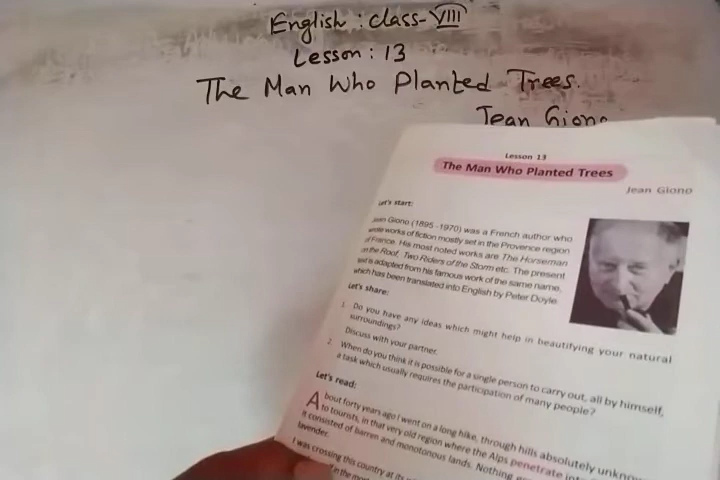 English : class-VIII
Lesson : 13
The Man Who Planted Trees.
Jean Giono
Lesson 13
The Man Who Planted Trees
Jean Giono
Let's start:
Jean Giono (1895 -1970) was a French author who
wrote works of fiction mostly set in the Provence region
of France. His most noted works are The Horseman
on the Roof, Two Riders of the Storm etc. The present
text is adapted from his famous work of the same name,
which has been translated into English by Peter Doyle.
Let's share:
1. Do you have any ideas which might help in beautifying your natural
surroundings?
Discuss with your partner.
2. When do you think it is possible for a single person to carry out, all by himself,
a task which usually requires the participation of many people?
Let's read:
About forty years ago I went on a long hike, through hills absolutely
to tourists, in that very old region where the Alps penetrate
It consisted of barren and monotonous lands. Nothing
lavender.
I was crossing this country at its
in the